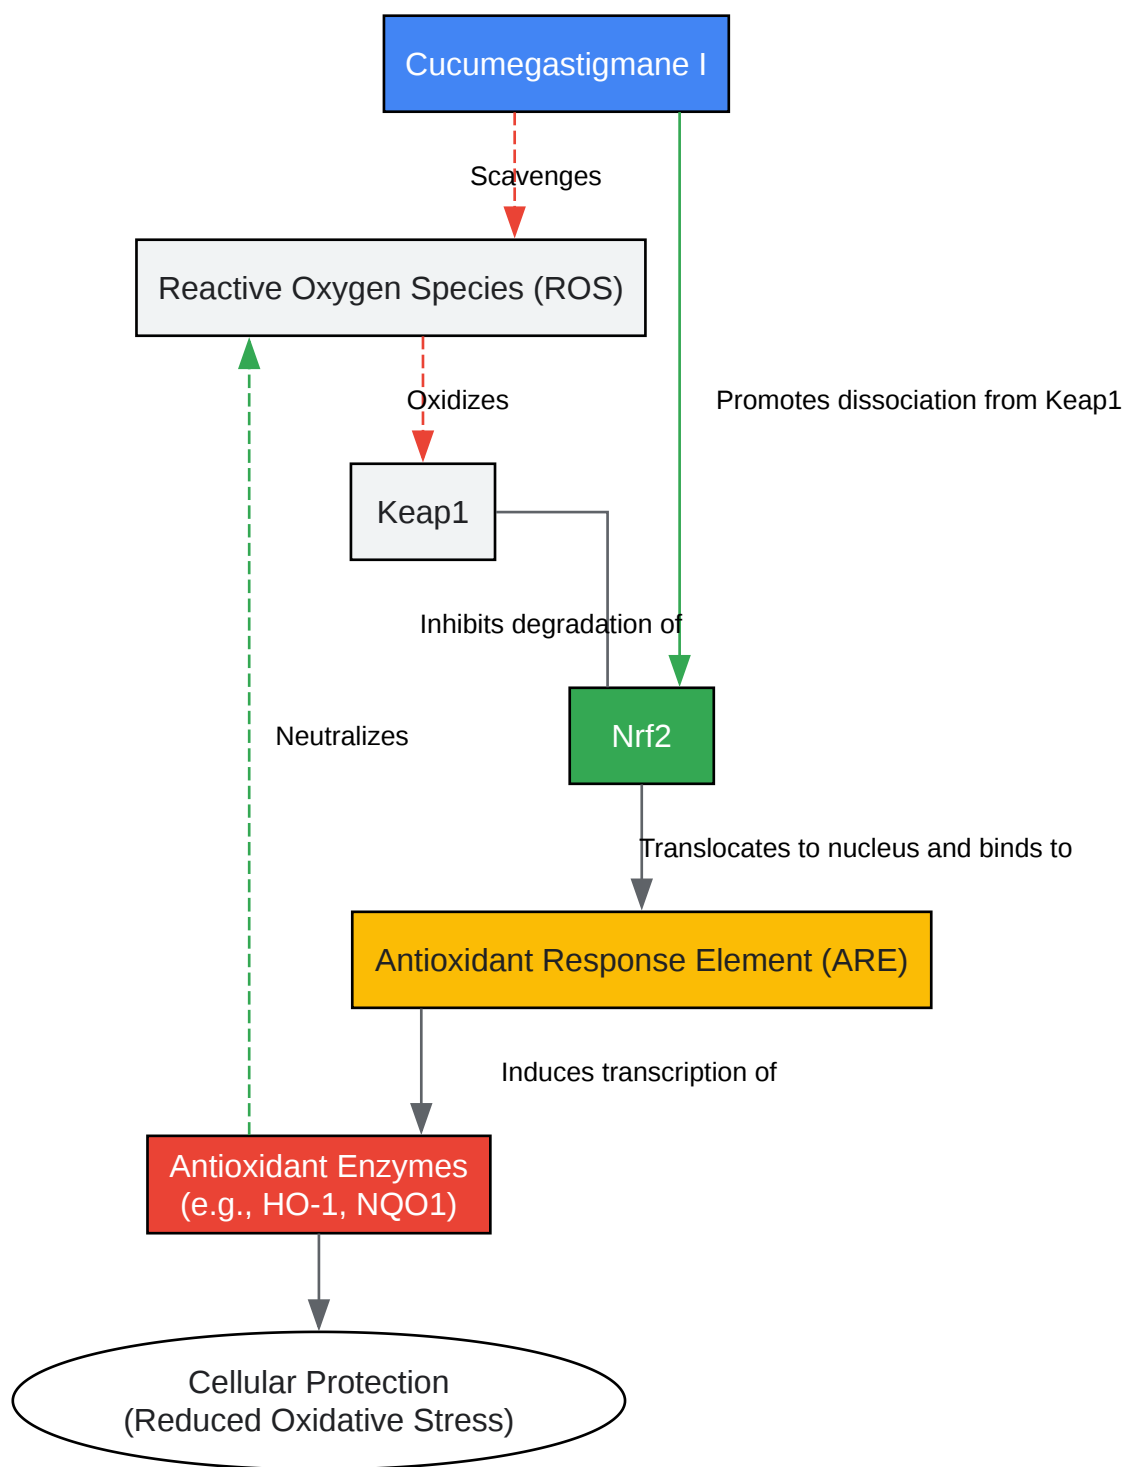 Cucumegastigmane I
Scavenges
Reactive Oxygen Species (ROS)
Oxidizes
Promotes dissociation from Keap1
Keap1
Inhibits degradation of
Nrf2
Neutralizes
Translocates to nucleus and binds to
Antioxidant Response Element (ARE)
Induces transcription of
Antioxidant Enzymes
(e.g., HO-1, NQO1)
Cellular Protection
(Reduced Oxidative Stress)